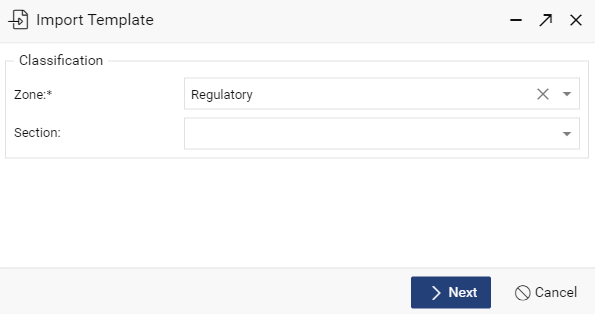 Import Template
Classification
Zone:* Regulatory
Section:
Next Cancel